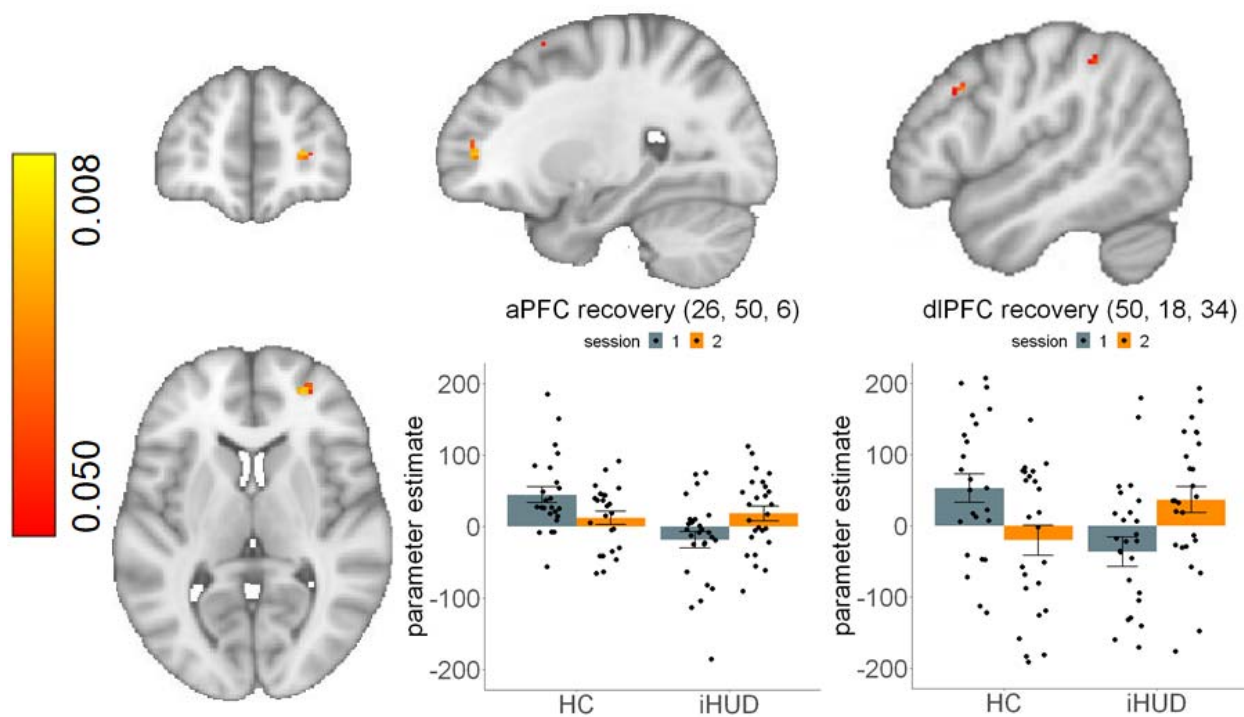 0.008
0.050
aPFC recovery (26, 50, 6)
session 1 2
parameter estimate
200
100
0
-100
-200
HC iHUD
dlPFC recovery (50, 18, 34)
session 1 2
parameter estimate
200
100
0
-100
-200
HC iHUD